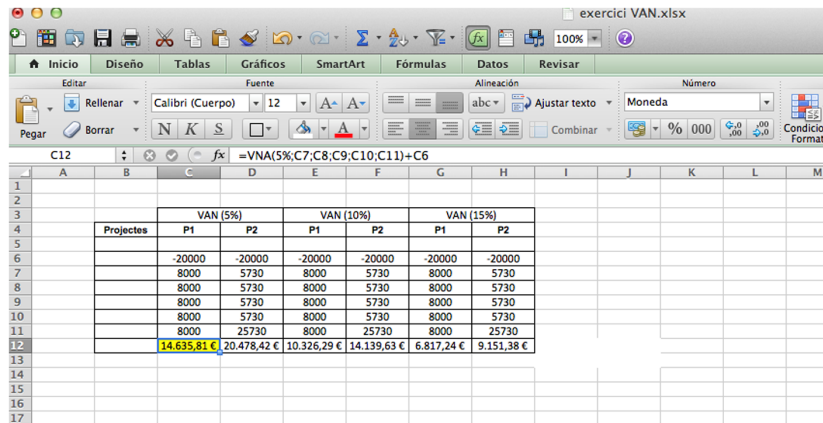 exercici VAN.xlsx
fx 100% ?
Inicio Diseño Tablas Gráficos SmartArt Fórmulas Datos Revisar
Editar Fuente Alineación Número
Rellenar Calibri (Cuerpo) 12 A A abc Ajustar texto Moneda
Pegar Borrar N K S A Combinar % 000 ,0 ,00 ,00 ,0 Condicio
Format
C12 fx =VNA(5%;C7;C8;C9;C10;C11)+C6
A B C D E F G H I J K L M
1
2
3 VAN (5%) VAN (10%) VAN (15%)
4 Projectes P1 P2 P1 P2 P1 P2
5
6 -20000 -20000 -20000 -20000 -20000 -20000
7 8000 5730 8000 5730 8000 5730
8 8000 5730 8000 5730 8000 5730
9 8000 5730 8000 5730 8000 5730
10 8000 5730 8000 5730 8000 5730
11 8000 25730 8000 25730 8000 25730
12 14.635,81 € 20.478,42 € 10.326,29 € 14.139,63 € 6.817,24 € 9.151,38 €
13
14
15
16
17